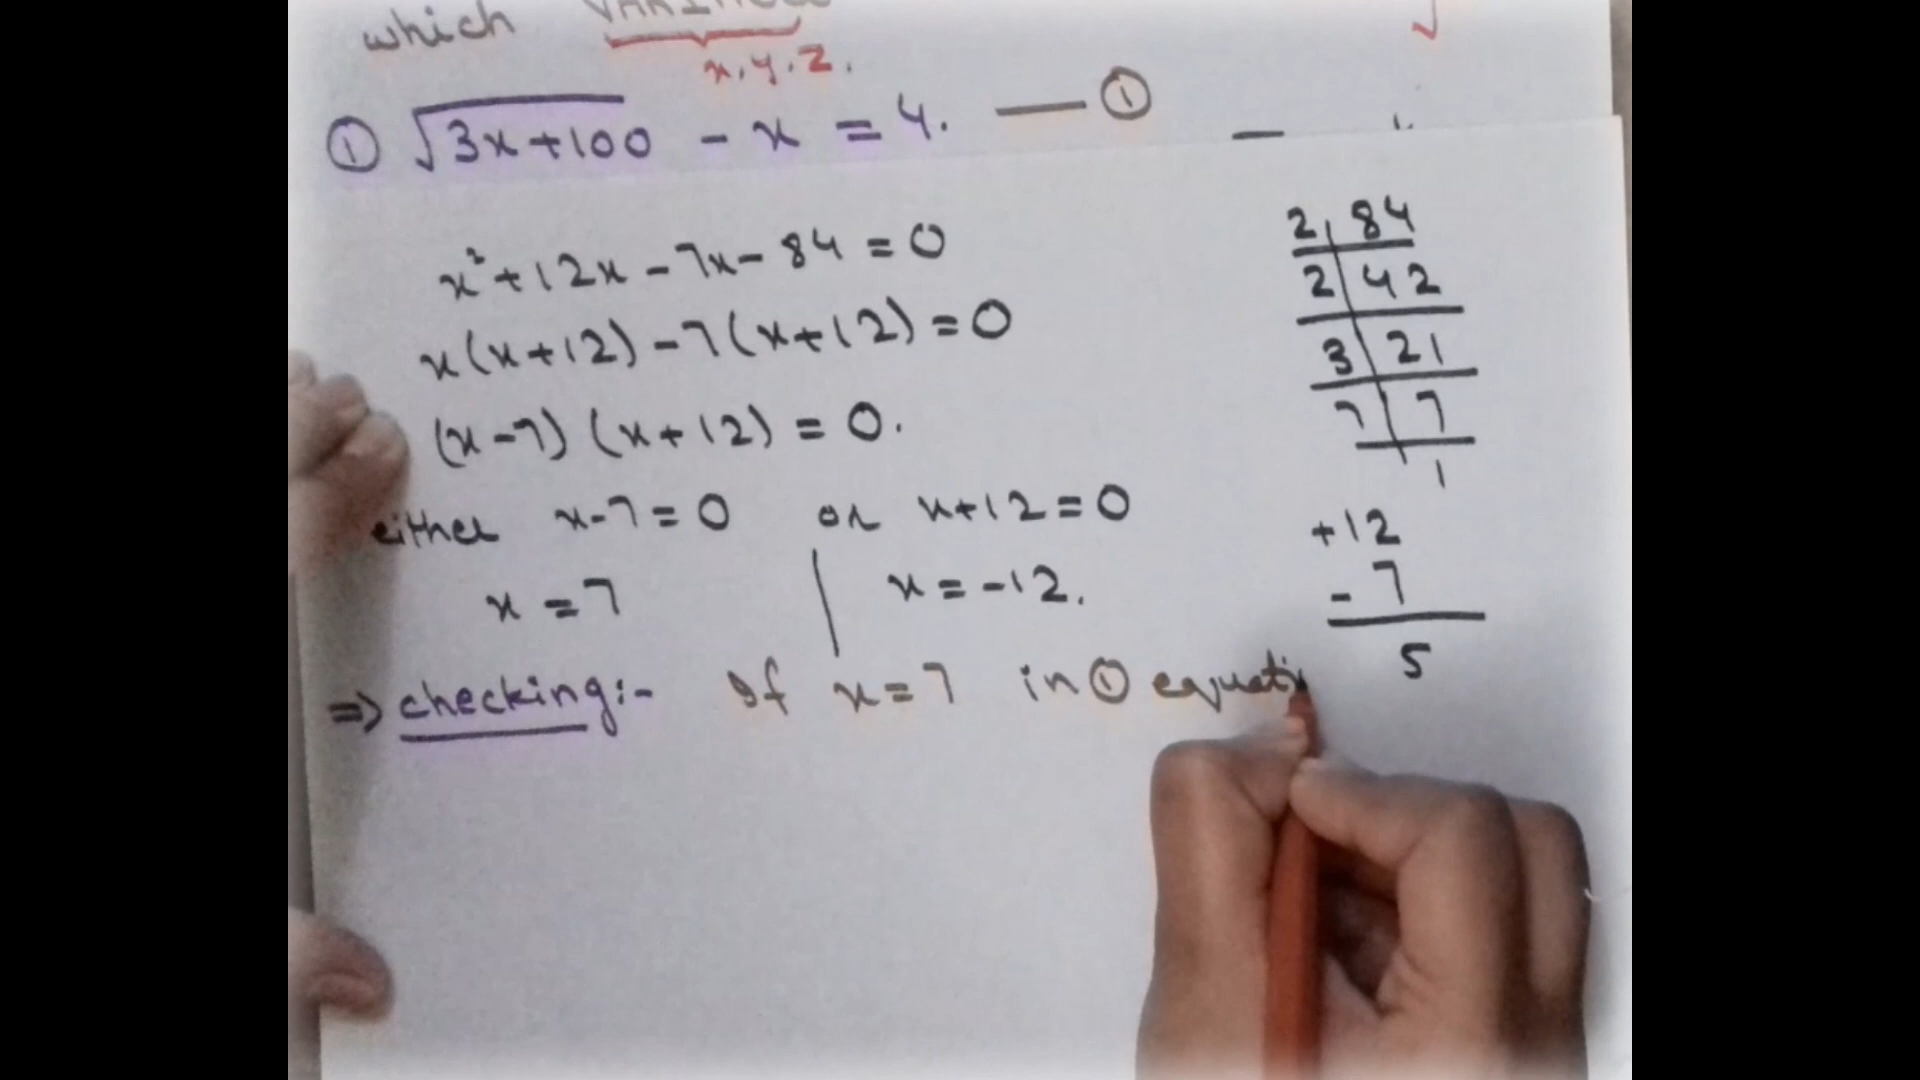 which
x, y, z.
① √3x+100 - x = 4. — ①
x²+12x-7x-84=0
x(x+12)-7(x+12)=0
(x-7)(x+12)=0.
either x-7=0 or x+12=0
x=7 | x=-12.
⇒ checking:- If x=7 in ① equati
2 | 84
2 | 42
3 | 21
7 | 7
1
+12
-7
5